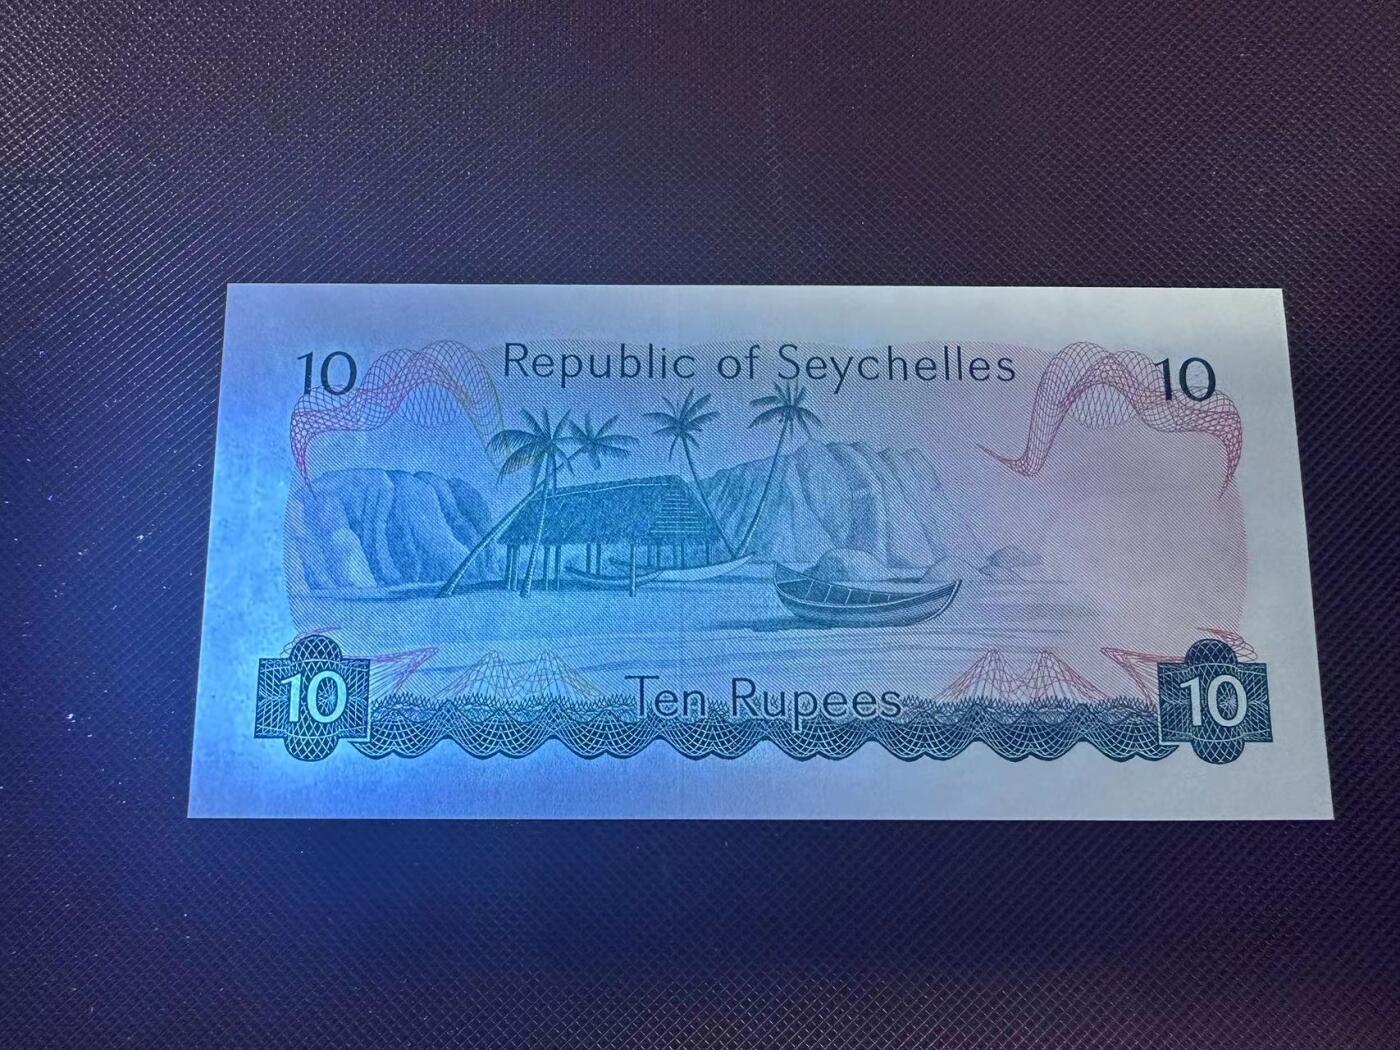 10 Republic of Seychelles 10
10 Ten Rupees 10